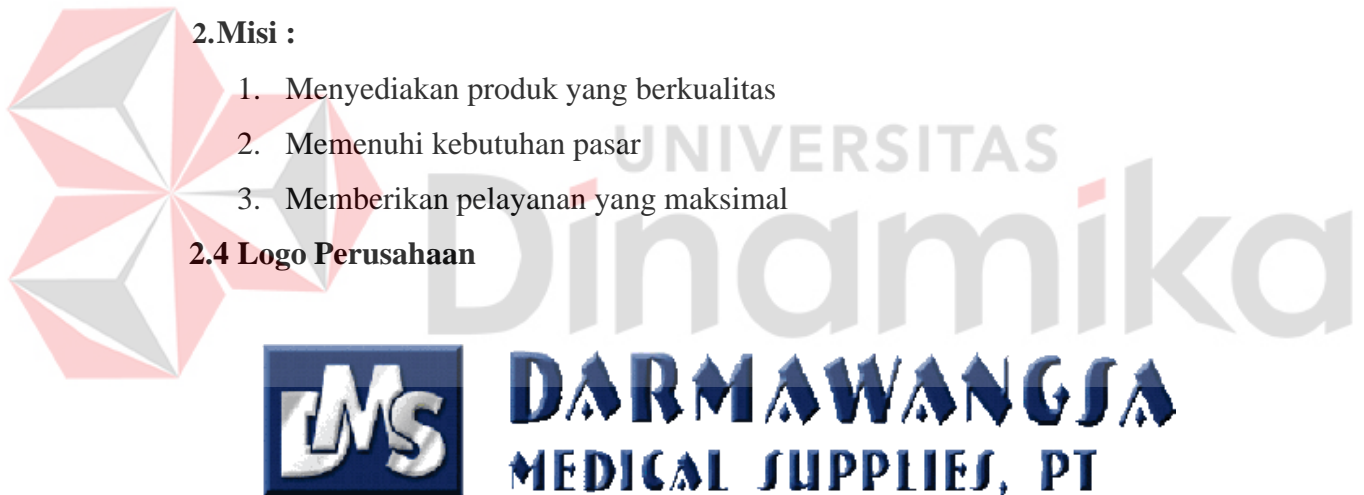 2.Misi :
1. Menyediakan produk yang berkualitas
2. Memenuhi kebutuhan pasar
3. Memberikan pelayanan yang maksimal
2.4 Logo Perusahaan
UNIVERSITAS
Dinamika
DMS
DARMAWANGSA
MEDICAL SUPPLIES, PT